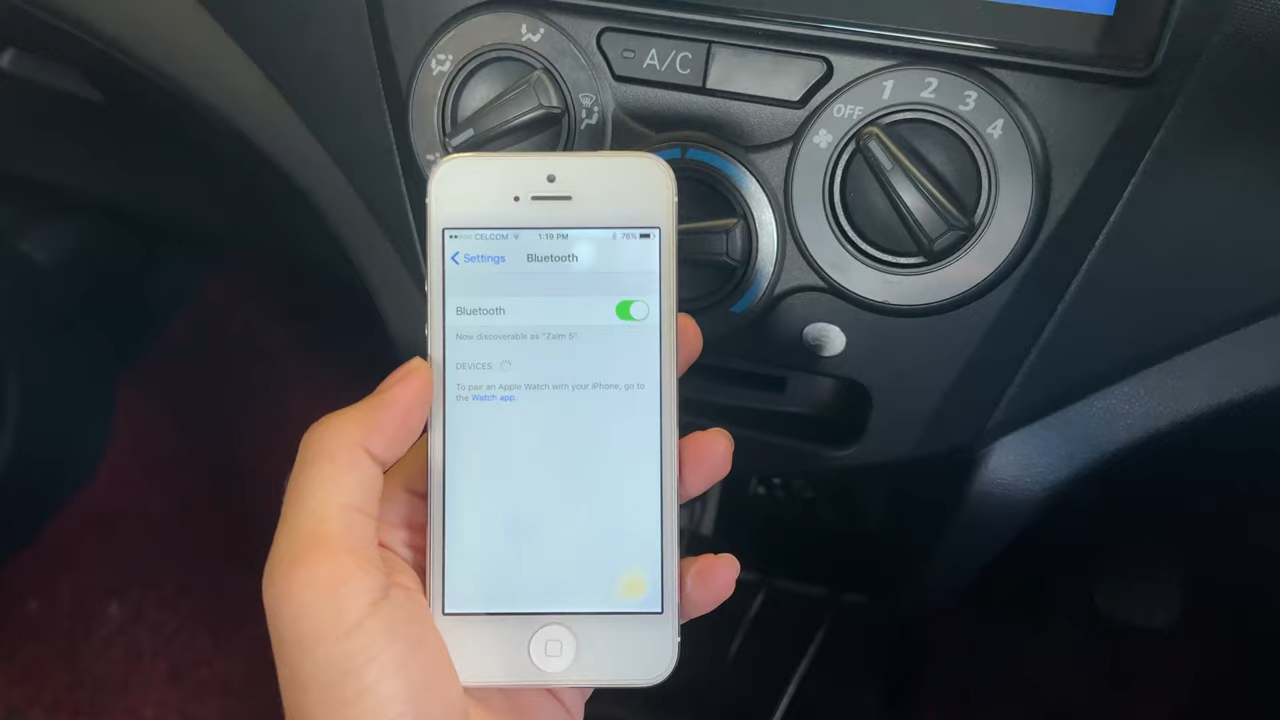 A/C
OFF 1 2 3 4
CELCOM 1:19 PM 76%
Settings Bluetooth
Bluetooth
Now discoverable as "Zaim 5".
DEVICES
To pair an Apple Watch with your iPhone, go to
the Watch app.